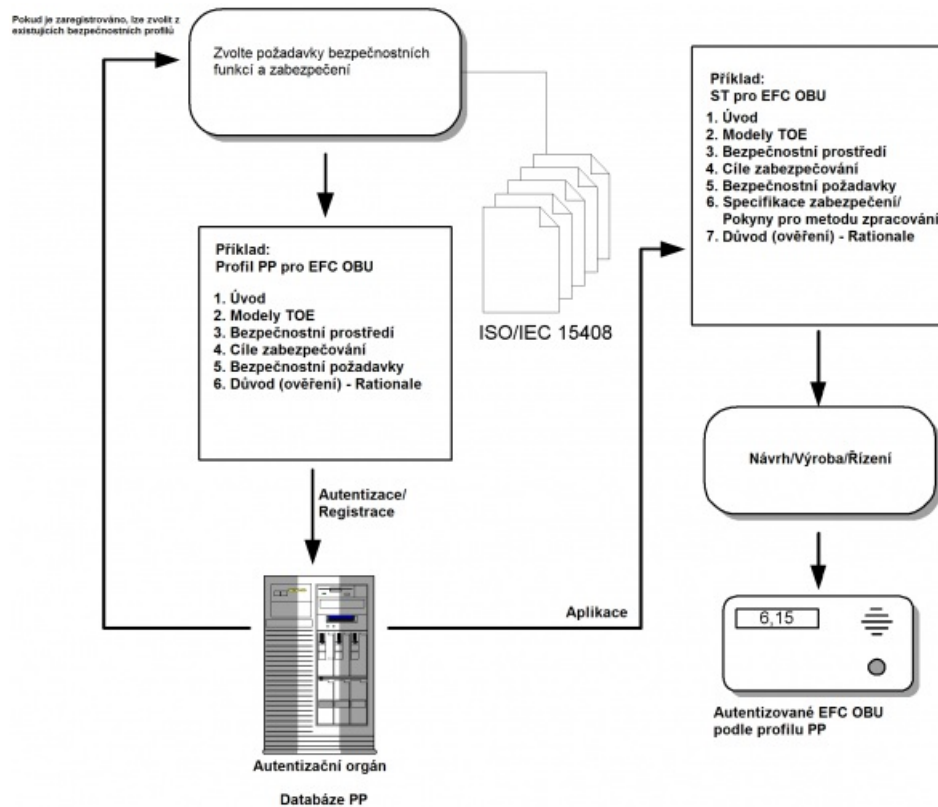 Pokud je zaregistrováno, lze zvolit z
existujících bezpečnostních profilů
Zvolte požadavky bezpečnostních
funkcí a zabezpečení
ISO/IEC 15408
Příklad:
Profil PP pro EFC OBU
1. Úvod
2. Modely TOE
3. Bezpečnostní prostředí
4. Cíle zabezpečování
5. Bezpečnostní požadavky
6. Důvod (ověření) - Rationale
Autentizace/
Registrace
Autentizační orgán
Databáze PP
Aplikace
Příklad:
ST pro EFC OBU
1. Úvod
2. Modely TOE
3. Bezpečnostní prostředí
4. Cíle zabezpečování
5. Bezpečnostní požadavky
6 Specifikace zabezpečení/
Pokyny pro metodu zpracování
7. Důvod (ověření) - Rationale
Návrh/Výroba/Řízení
6,15
Autentizované EFC OBU
podle profilu PP